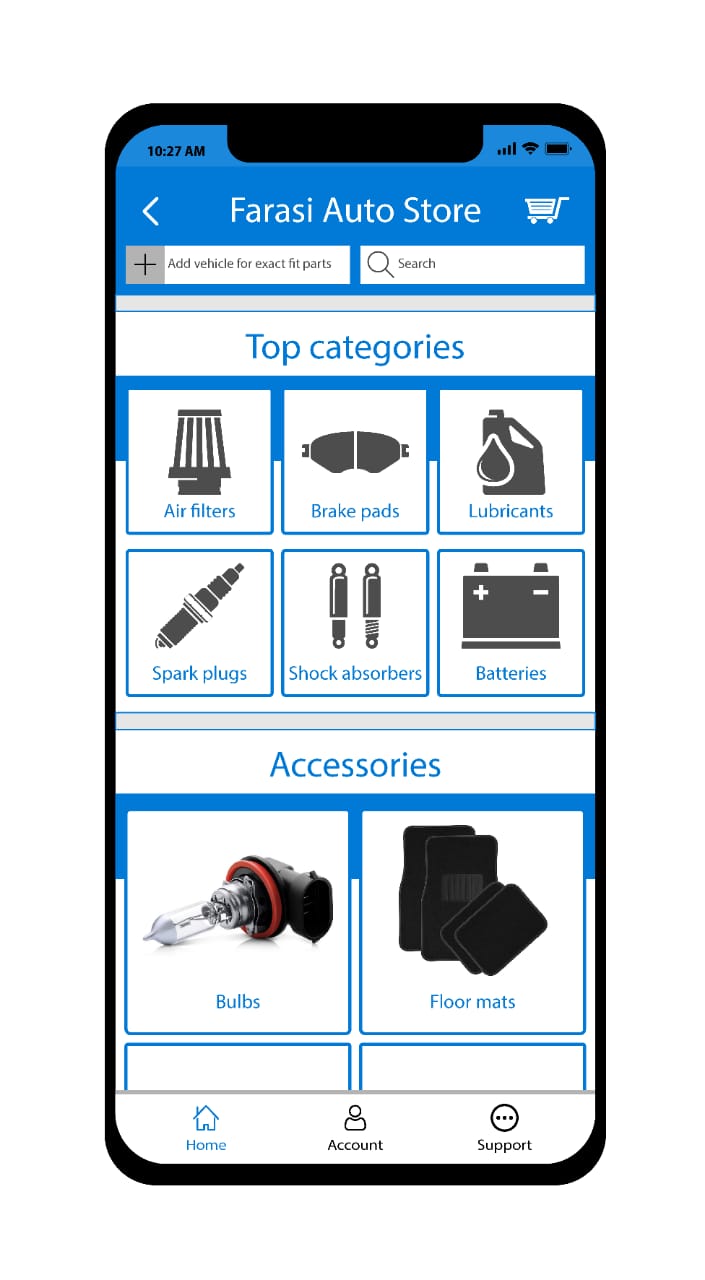 10:27 AM
Farasi Auto Store
Add vehicle for exact fit parts
Search
Top categories
Air filters
Brake pads
Lubricants
Spark plugs
Shock absorbers
Batteries
Accessories
Bulbs
Floor mats
Home
Account
Support